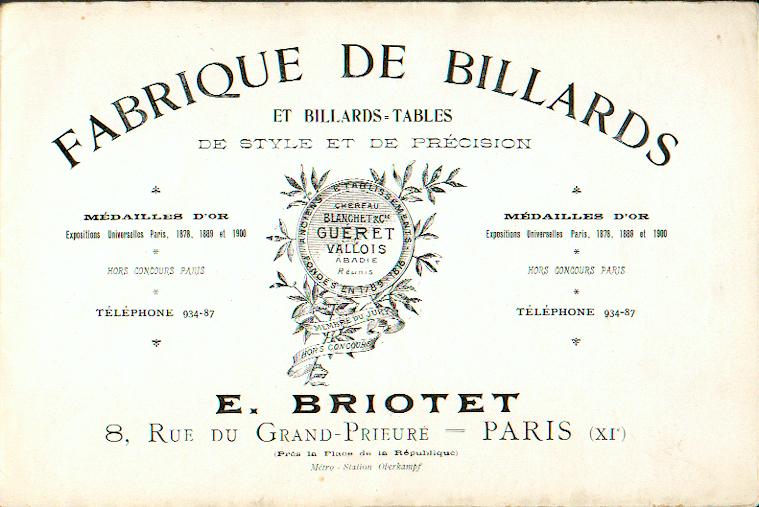 FABRIQUE DE BILLARDS
ET BILLARDS=TABLES
DE STYLE ET DE PRÉCISION
MÉDAILLES D'OR
Expositions Universelles Paris, 1878, 1889 et 1900
HORS CONCOURS PARIS
TÉLÉPHONE 934-87
ANCIENS ETABLISSEMENTS
CHEREAU
BLANCHET & Cie
GUÉRET
VALLOIS
ABADIE
Réunis
FONDÉS EN 1789-1816
MEMBRE DU JURY
HORS CONCOURS
MÉDAILLES D'OR
Expositions Universelles Paris, 1878, 1889 et 1900
HORS CONCOURS PARIS
TÉLÉPHONE 934-87
E. BRIOTET
8, RUE DU GRAND-PRIEURÉ = PARIS (XIe)
(Près la Place de la République)
Métro - Station Oberkampf